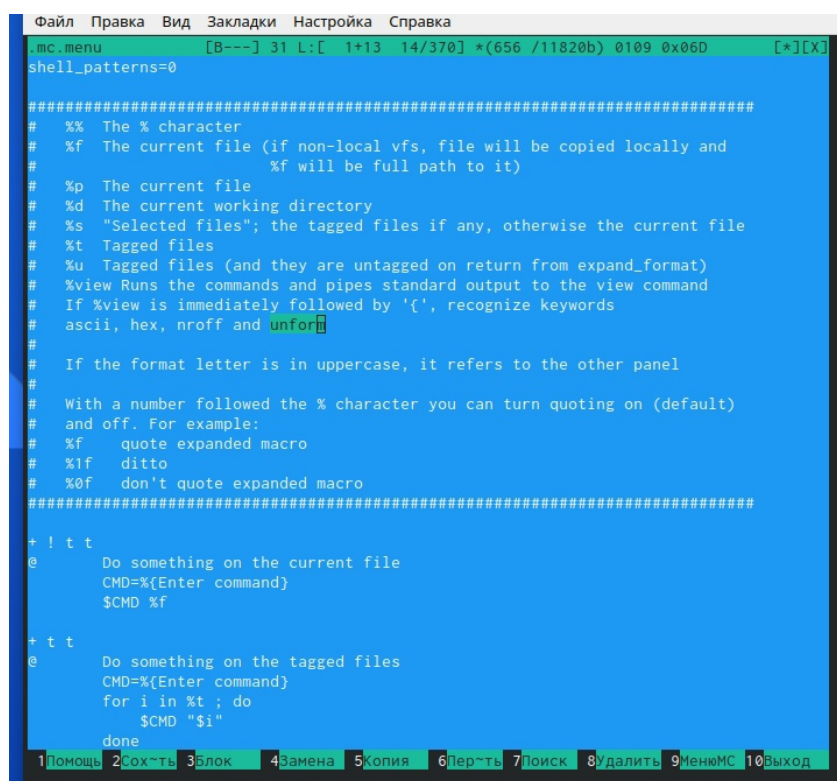 Файл Правка Вид Закладки Настройка Справка
.mc.menu [B---] 31 L:[ 1+13 14/370] *(656 /11820b) 0109 0x06D [*][X]
shell_patterns=0
###############################################################################
# %% The % character
# %f The current file (if non-local vfs, file will be copied locally and
# %f will be full path to it)
# %p The current file
# %d The current working directory
# %s "Selected files"; the tagged files if any, otherwise the current file
# %t Tagged files
# %u Tagged files (and they are untagged on return from expand_format)
# %view Runs the commands and pipes standard output to the view command
# If %view is immediately followed by '{', recognize keywords
# ascii, hex, nroff and unform
#
# If the format letter is in uppercase, it refers to the other panel
#
# With a number followed the % character you can turn quoting on (default)
# and off. For example:
# %f quote expanded macro
# %1f ditto
# %0f don't quote expanded macro
###############################################################################
+ ! t t
@ Do something on the current file
CMD=%{Enter command}
$CMD %f
+ t t
@ Do something on the tagged files
CMD=%{Enter command}
for i in %t ; do
$CMD "$i"
done
1Помощь 2Сох~ть 3Блок 4Замена 5Копия 6Пер~ть 7Поиск 8Удалить 9МенюМС 10Выход